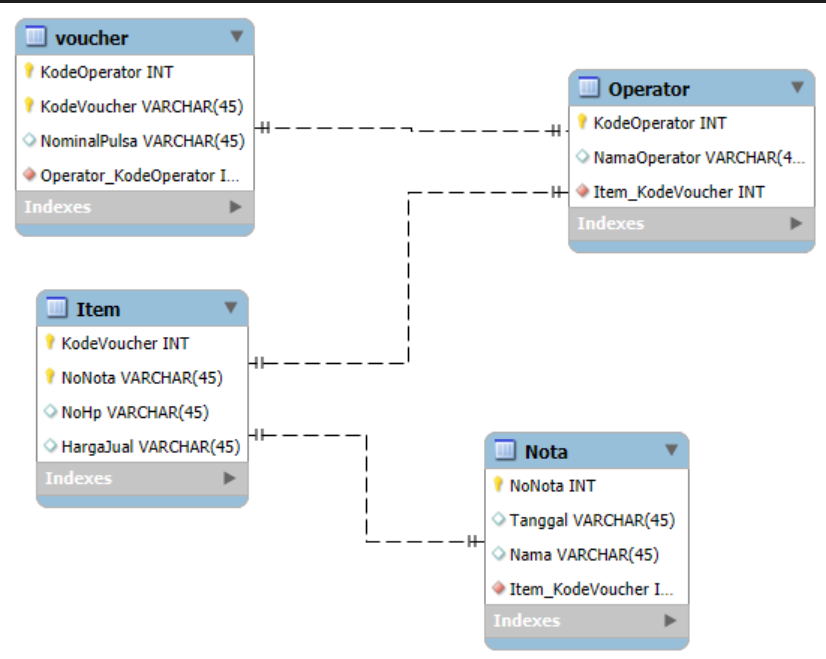 voucher
KodeOperator INT
KodeVoucher VARCHAR(45)
NominalPulsa VARCHAR(45)
Operator_KodeOperator I...
Indexes
Operator
KodeOperator INT
NamaOperator VARCHAR(4...
Item_KodeVoucher INT
Indexes
Item
KodeVoucher INT
NoNota VARCHAR(45)
NoHp VARCHAR(45)
HargaJual VARCHAR(45)
Indexes
Nota
NoNota INT
Tanggal VARCHAR(45)
Nama VARCHAR(45)
Item_KodeVoucher I...
Indexes